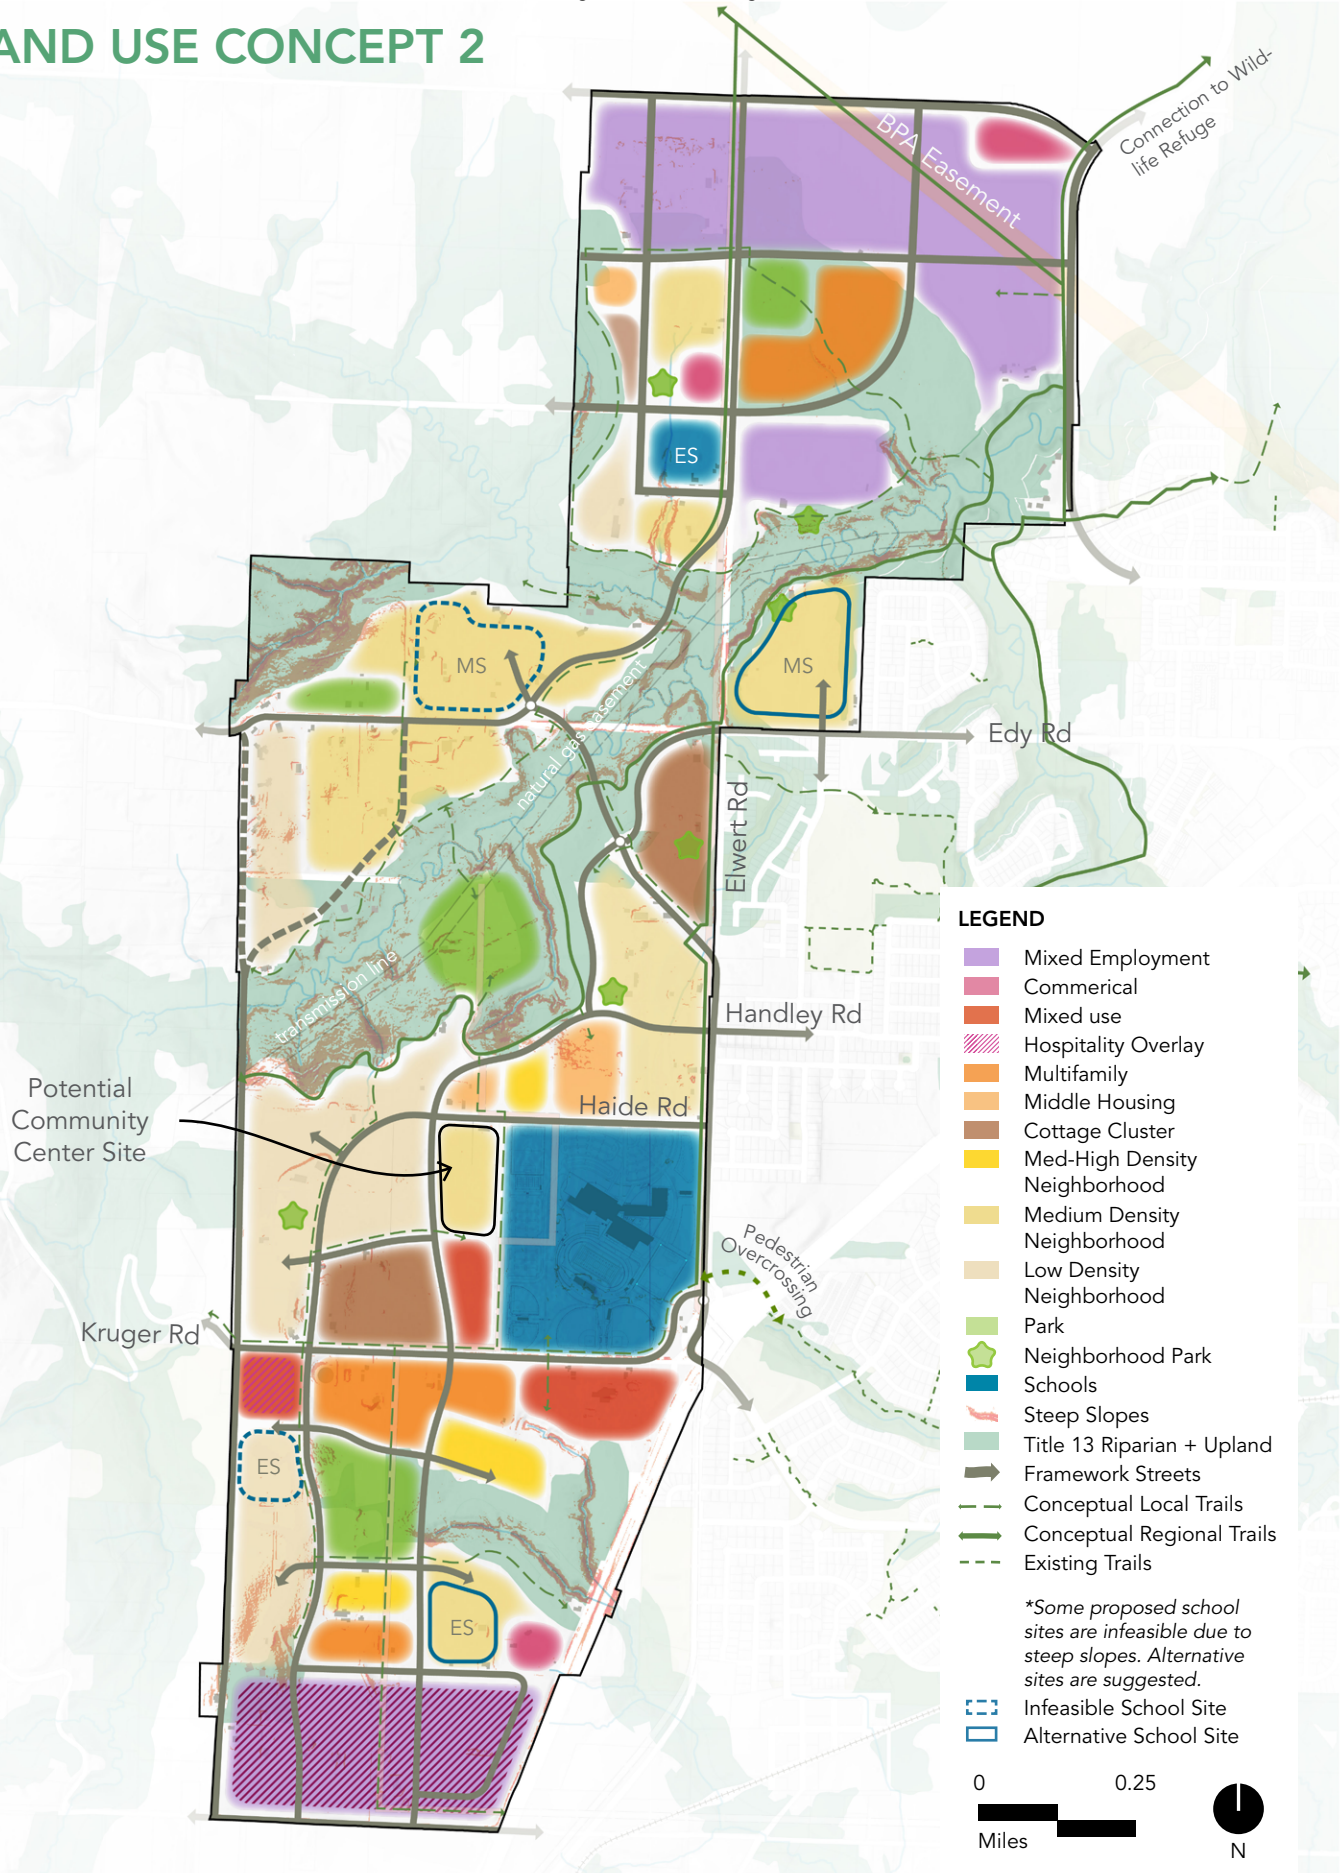 AND USE CONCEPT 2
Connection to Wild-
life Refuge
BPA Easement
ES
MS
MS
natural gas easement
Edy Rd
Elwert Rd
transmission line
Handley Rd
Potential
Community
Center Site
Haide Rd
Pedestrian
Overcrossing
Kruger Rd
ES
ES
LEGEND
Mixed Employment
Commerical
Mixed use
Hospitality Overlay
Multifamily
Middle Housing
Cottage Cluster
Med-High Density
Neighborhood
Medium Density
Neighborhood
Low Density
Neighborhood
Park
Neighborhood Park
Schools
Steep Slopes
Title 13 Riparian + Upland
Framework Streets
Conceptual Local Trails
Conceptual Regional Trails
Existing Trails
*Some proposed school
sites are infeasible due to
steep slopes. Alternative
sites are suggested.
Infeasible School Site
Alternative School Site
0 0.25
Miles
N